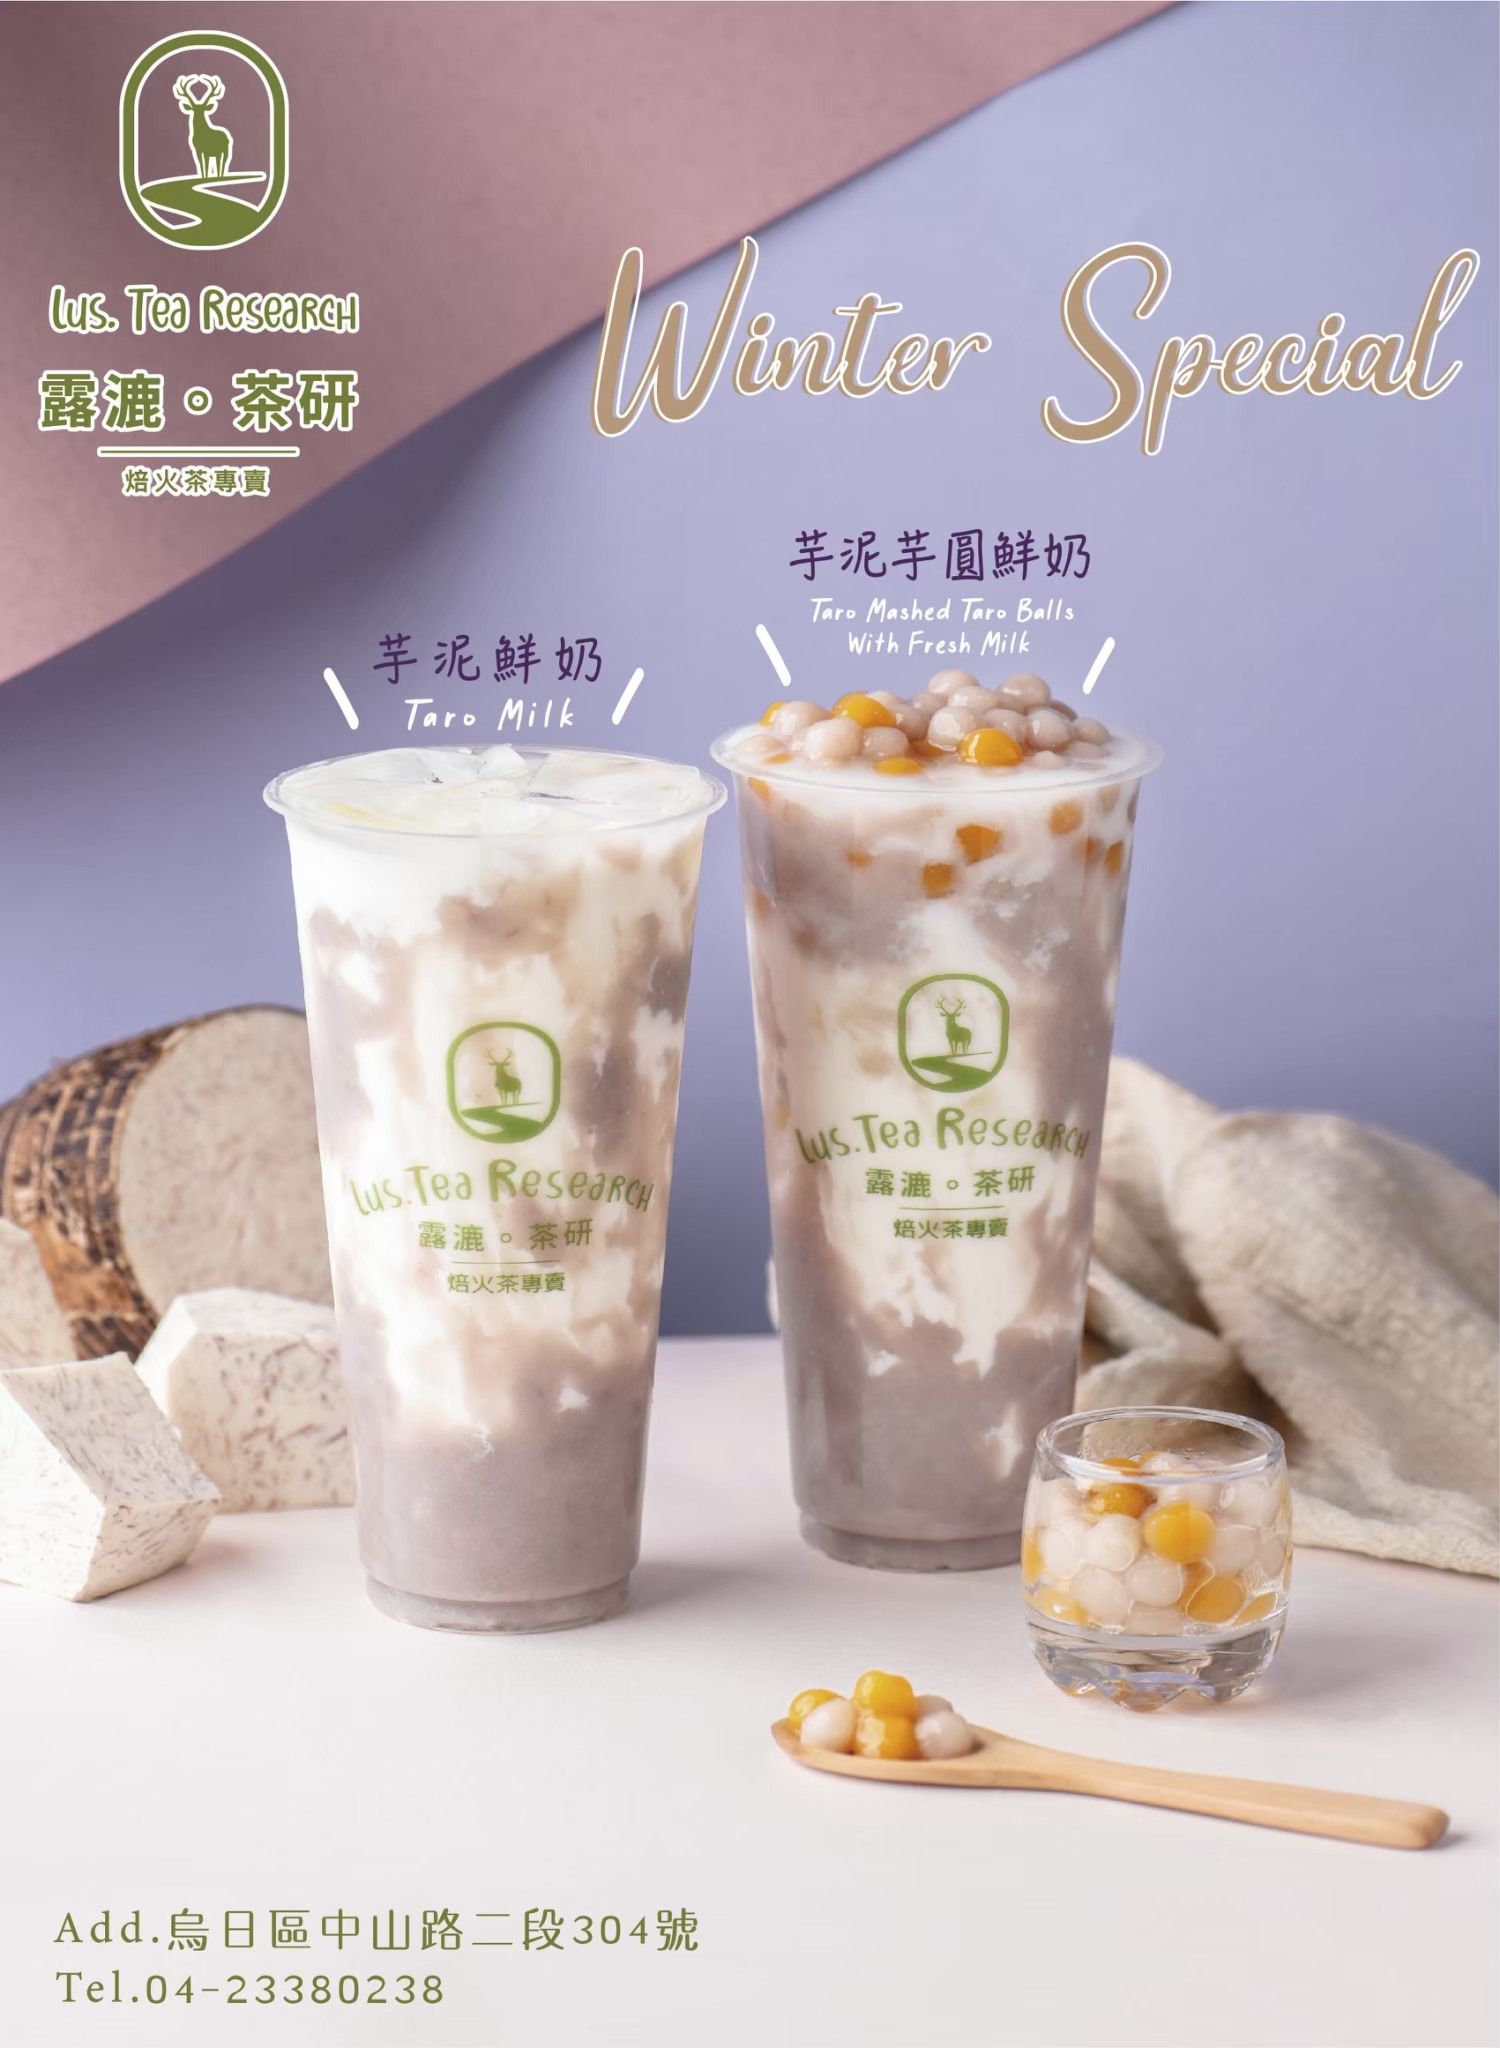 Lus. Tea Research
露漉。茶研
焙火茶專賣
Winter Special
芋泥芋圓鮮奶
Taro Mashed Taro Balls
With Fresh Milk
芋泥鮮奶
Taro Milk
Lus.Tea Research
露漉。茶研
焙火茶專賣
Lus.Tea Research
露漉。茶研
焙火茶專賣
Add.烏日區中山路二段304號
Tel.04-23380238